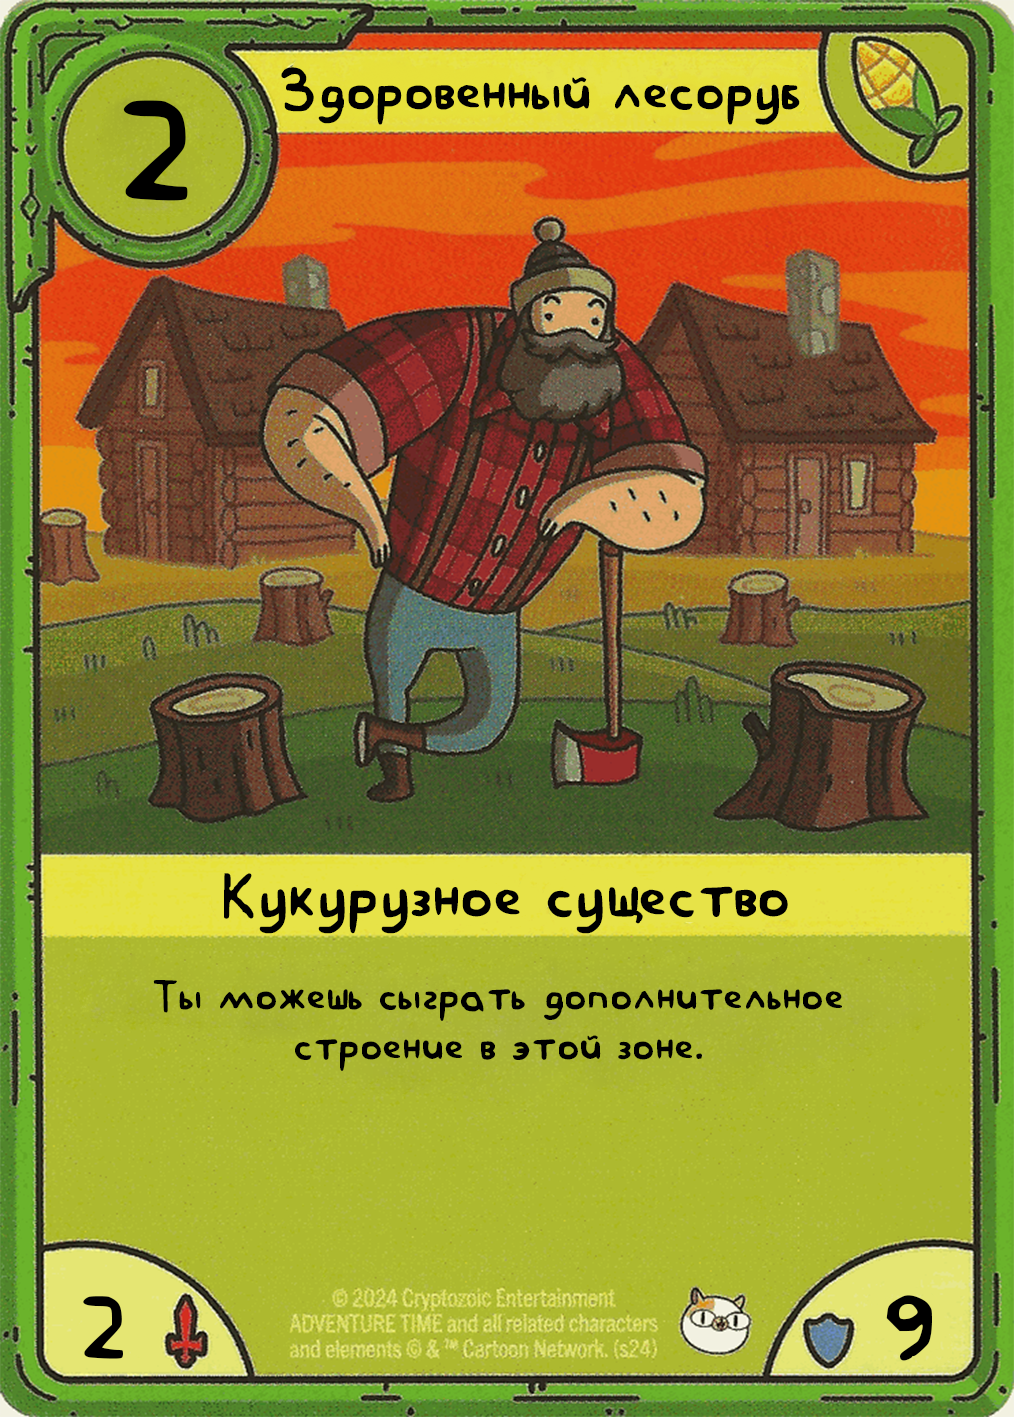 2
Здоровенный лесоруб
Кукурузное существо
Ты можешь сыграть дополнительное
строение в этой зоне.
© 2024 Cryptozoic Entertainment
ADVENTURE TIME and all related characters
and elements © & ™ Cartoon Network. (s24)
2
9